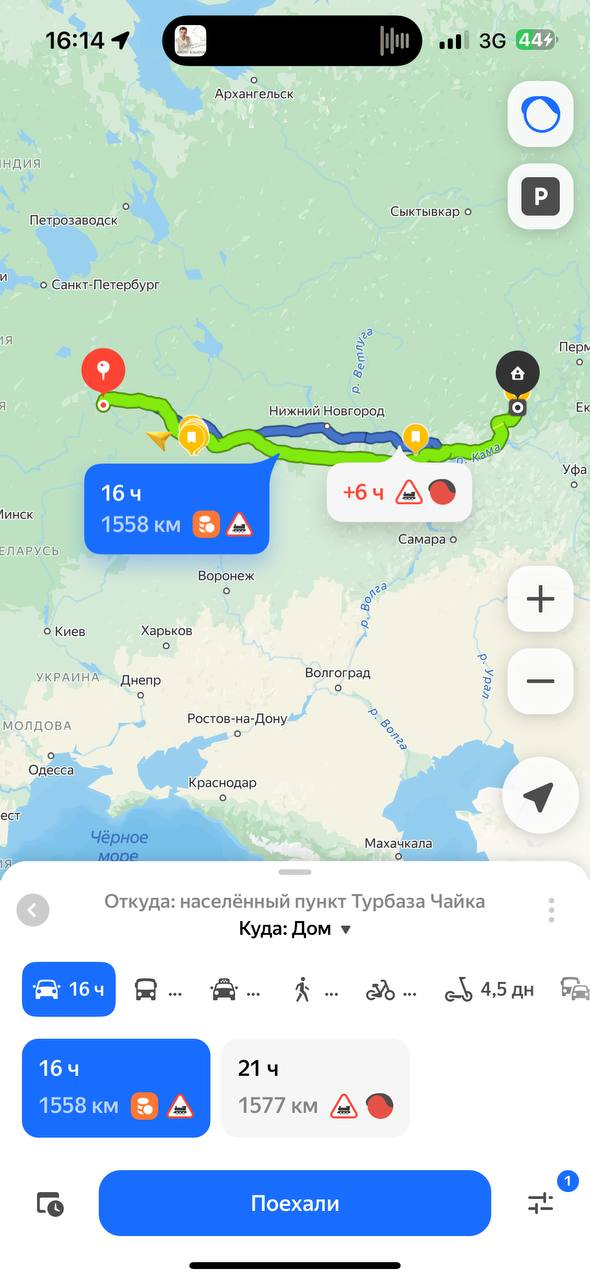 16:14
3G
44
Архангельск
НДИЯ
Сыктывкар
Петрозаводск
и
Санкт-Петербург
ИЯ
р. Ветлуга
Перм
Нижний Новгород
Я
Ек
р. Кама
Уфа
16 ч
1558 км
+6 ч
Минск
ЕЛАРУСЬ
Самара
Воронеж
р. Волга
Киев
Харьков
УКРАИНА
Днепр
Волгоград
р. Урал
МОЛДОВА
Ростов-на-Дону
р. Волга
Одесса
Краснодар
ест
Чёрное
море
Махачкала
ИЯ
P
Откуда: населённый пункт Турбаза Чайка
Куда: Дом
16 ч ... ... ... ... 4,5 дн
16 ч
1558 км
21 ч
1577 км
Поехали
1